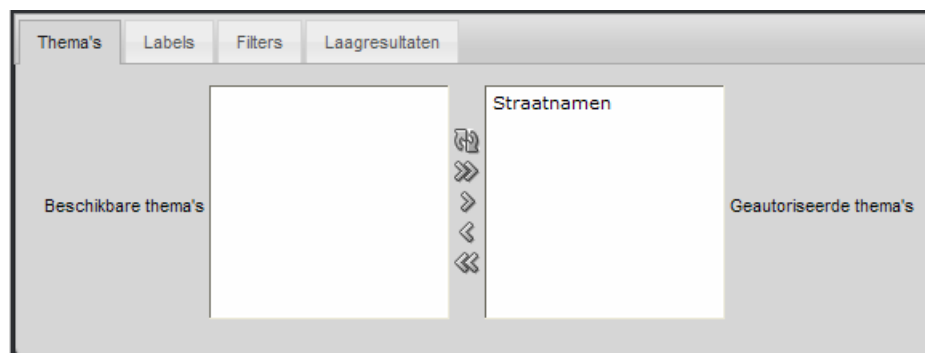 Thema's Labels Filters Laagresultaten
Straatnamen
Beschikbare thema's Geautoriseerde thema's